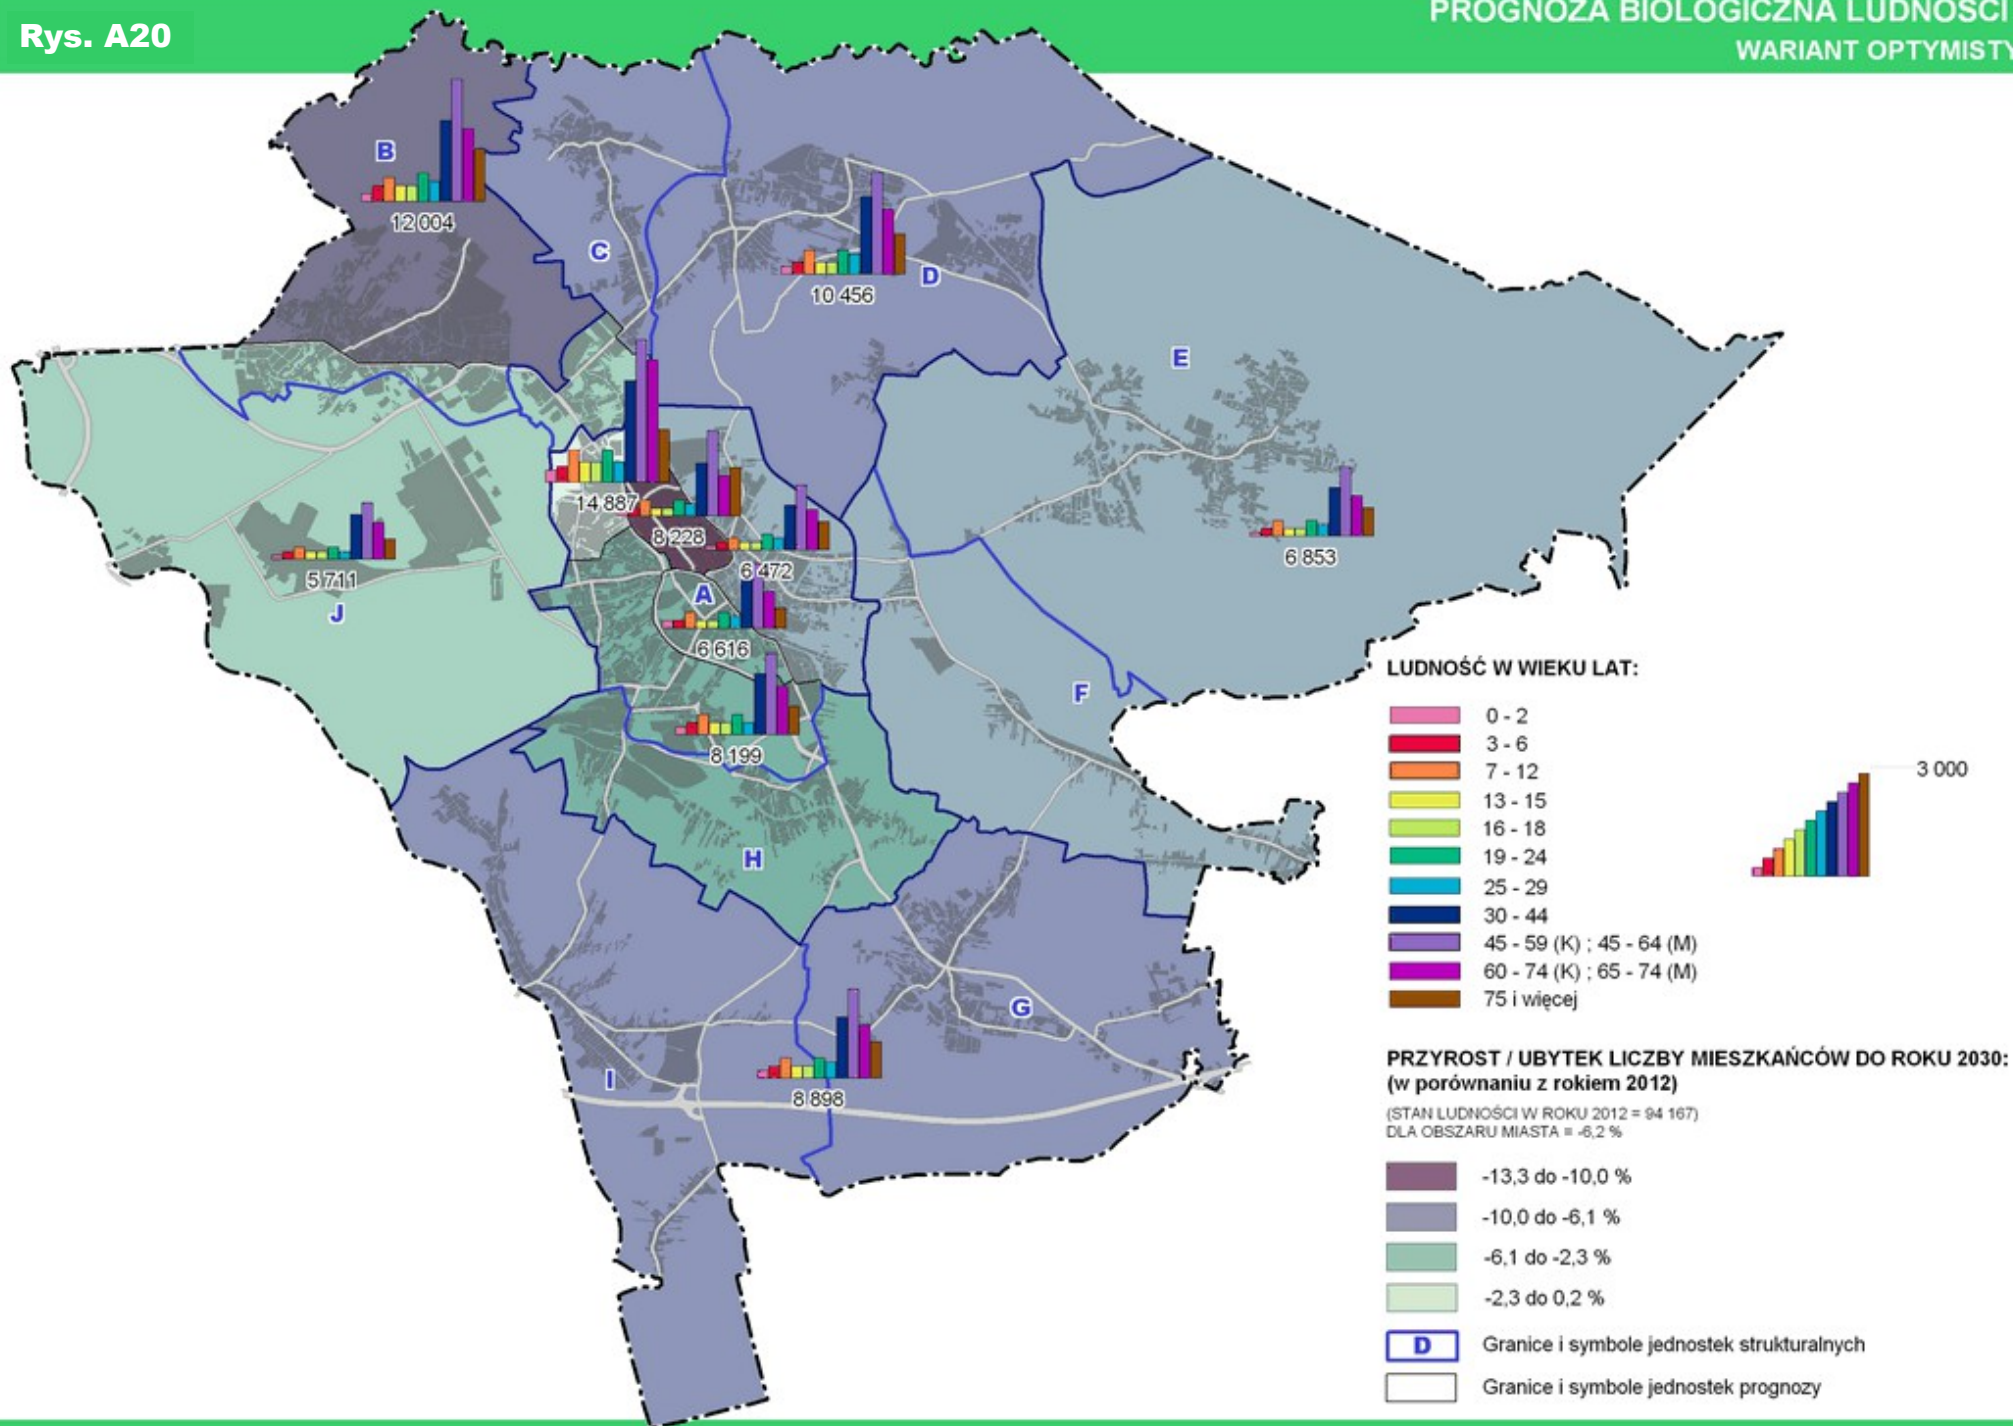 Rys. A20
PROGNOZA BIOLOGICZNA LUDNOŚCI
WARIANT OPTYMISTY
B
12 004
C
10 456
D
E
14 887
8 228
6 472
6 853
5 711
J
A
6 616
F
8 199
H
G
I
8 898
LUDNOŚĆ W WIEKU LAT:
0 - 2
3 - 6
7 - 12
13 - 15
16 - 18
19 - 24
25 - 29
30 - 44
45 - 59 (K) ; 45 - 64 (M)
60 - 74 (K) ; 65 - 74 (M)
75 i więcej
3 000
PRZYROST / UBYTEK LICZBY MIESZKAŃCÓW DO ROKU 2030:
(w porównaniu z rokiem 2012)
(STAN LUDNOŚCI W ROKU 2012 = 94 167)
DLA OBSZARU MIASTA = -6,2 %
-13,3 do -10,0 %
-10,0 do -6,1 %
-6,1 do -2,3 %
-2,3 do 0,2 %
D Granice i symbole jednostek strukturalnych
Granice i symbole jednostek prognozy